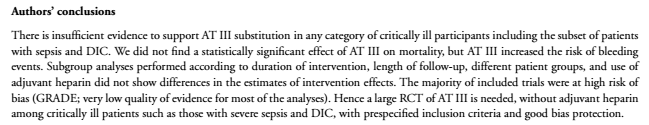 Authors' conclusions
There is insufficient evidence to support AT III substitution in any category of critically ill participants including the subset of patients
with sepsis and DIC. We did not find a statistically significant effect of AT III on mortality, but AT III increased the risk of bleeding
events. Subgroup analyses performed according to duration of intervention, length of follow-up, different patient groups, and use of
adjuvant heparin did not show differences in the estimates of intervention effects. The majority of included trials were at high risk of
bias (GRADE; very low quality of evidence for most of the analyses). Hence a large RCT of AT III is needed, without adjuvant heparin
among critically ill patients such as those with severe sepsis and DIC, with prespecified inclusion criteria and good bias protection.